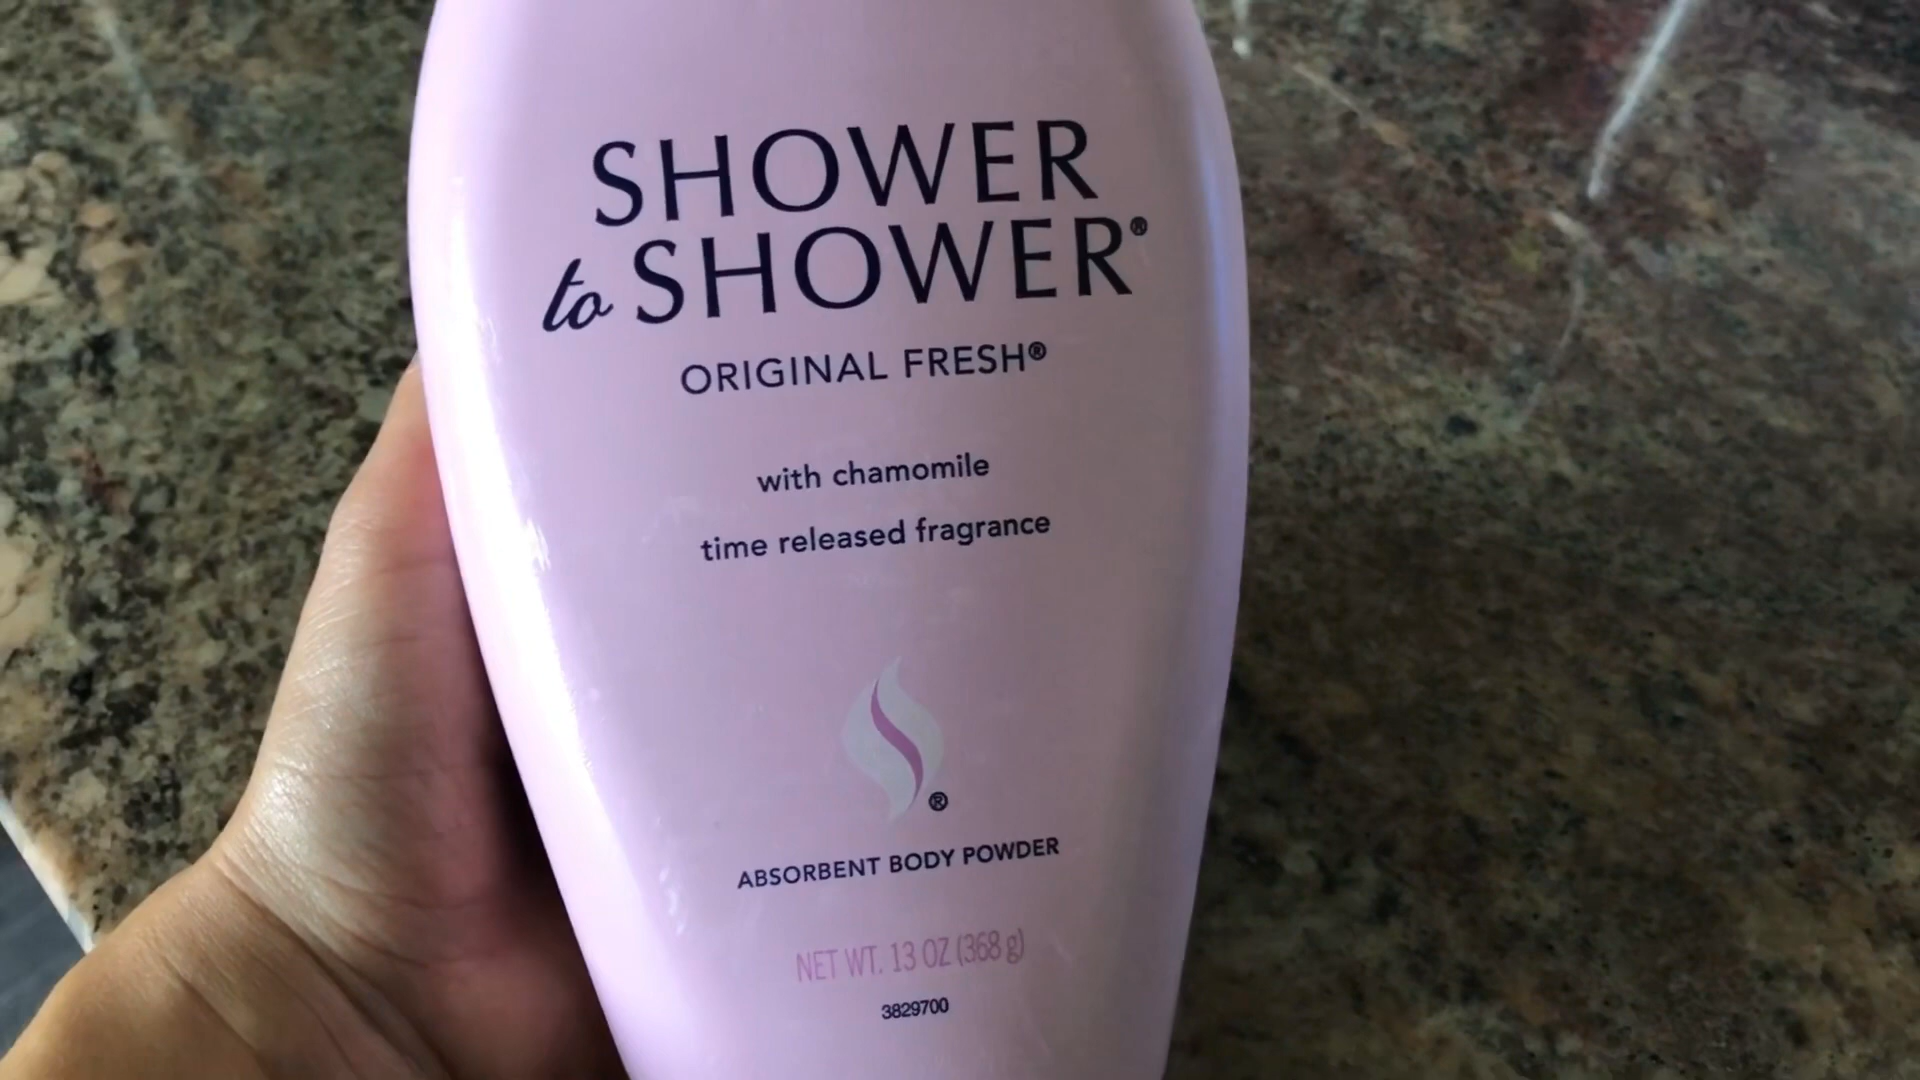 SHOWER
to SHOWER®
ORIGINAL FRESH®
with chamomile
time released fragrance
®
ABSORBENT BODY POWDER
NET WT. 13 OZ (368 g)
3829700